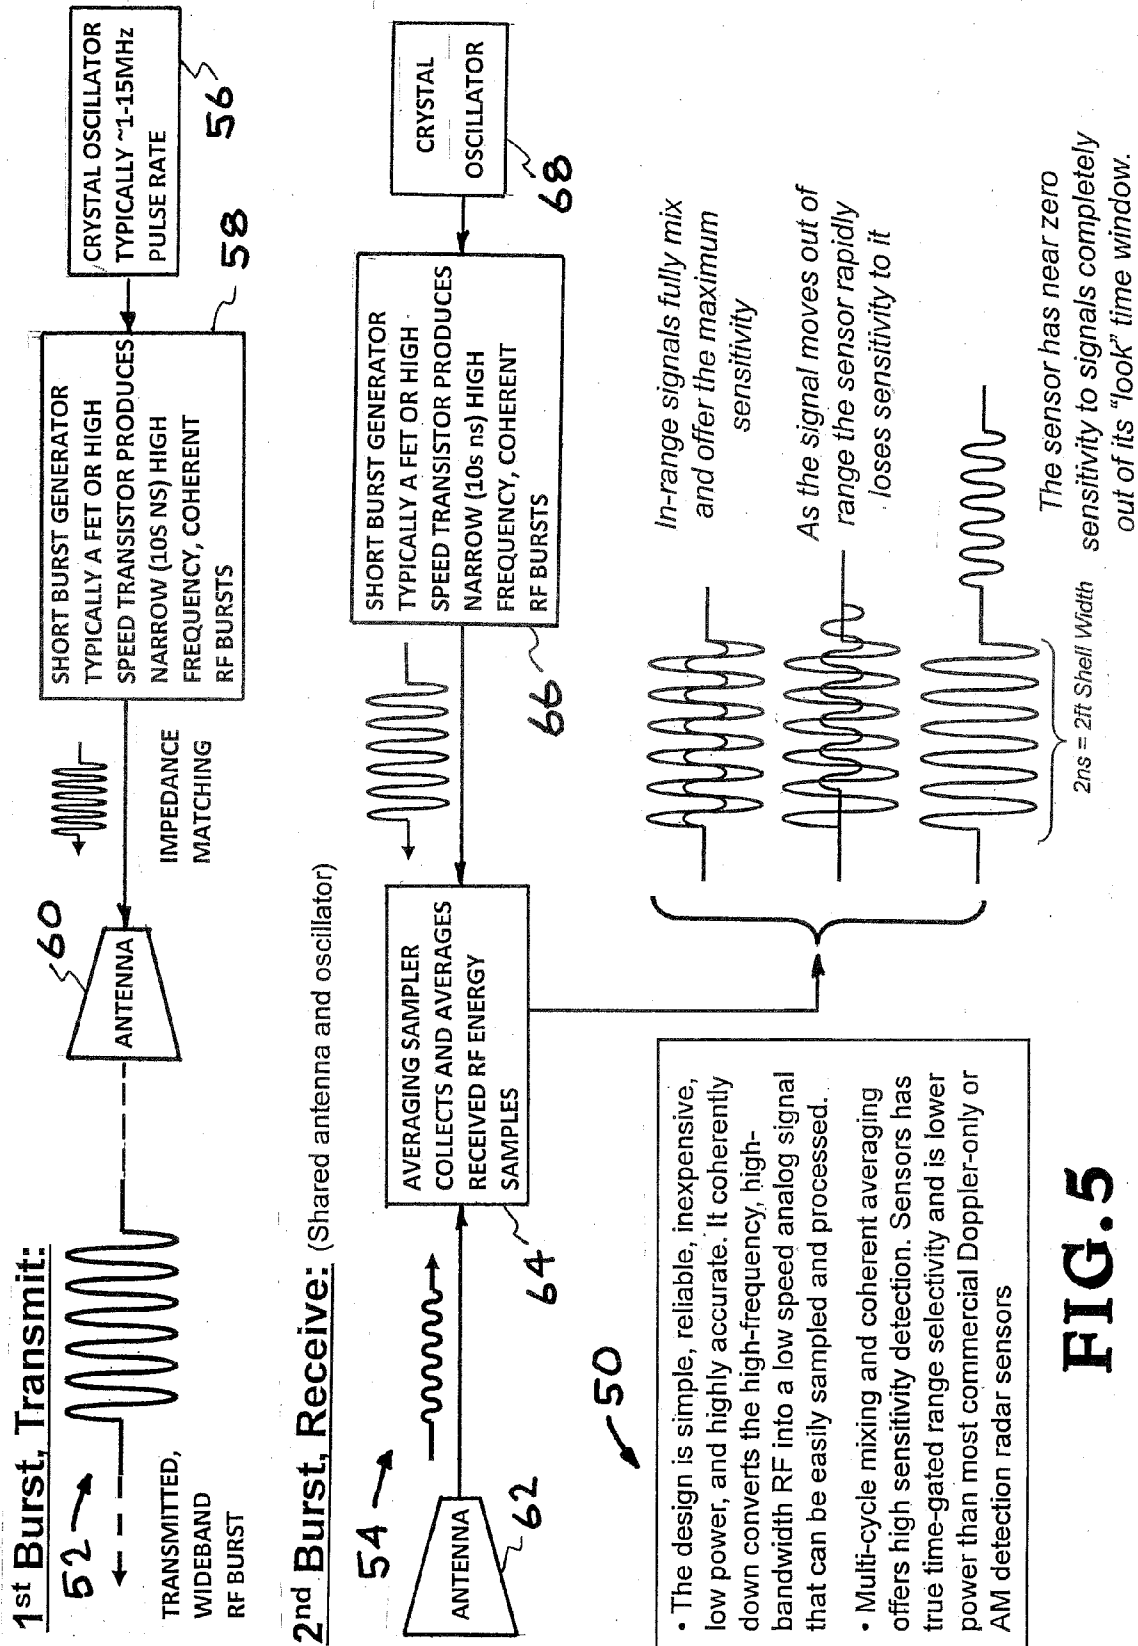 1st Burst, Transmit:
52
TRANSMITTED,
WIDEBAND
RF BURST
60
ANTENNA
IMPEDANCE
MATCHING
58
SHORT BURST GENERATOR
TYPICALLY A FET OR HIGH
SPEED TRANSISTOR PRODUCES
NARROW (10S NS) HIGH
FREQUENCY, COHERENT
RF BURSTS
56
CRYSTAL OSCILLATOR
TYPICALLY ~1-15MHz
PULSE RATE
2nd Burst, Receive: (Shared antenna and oscillator)
54
ANTENNA
62
AVERAGING SAMPLER
COLLECTS AND AVERAGES
RECEIVED RF ENERGY
SAMPLES
64
SHORT BURST GENERATOR
TYPICALLY A FET OR HIGH
SPEED TRANSISTOR PRODUCES
NARROW (10s ns) HIGH
FREQUENCY, COHERENT
RF BURSTS
66
CRYSTAL
OSCILLATOR
68
In-range signals fully mix
and offer the maximum
sensitivity
As the signal moves out of
range the sensor rapidly
loses sensitivity to it
2ns = 2ft Shell Width
The sensor has near zero
sensitivity to signals completely
out of its "look" time window.
50
• The design is simple, reliable, inexpensive,
low power, and highly accurate. It coherently
down converts the high-frequency, high-
bandwidth RF into a low speed analog signal
that can be easily sampled and processed.
• Multi-cycle mixing and coherent averaging
offers high sensitivity detection. Sensors has
true time-gated range selectivity and is lower
power than most commercial Doppler-only or
AM detection radar sensors
FIG.5